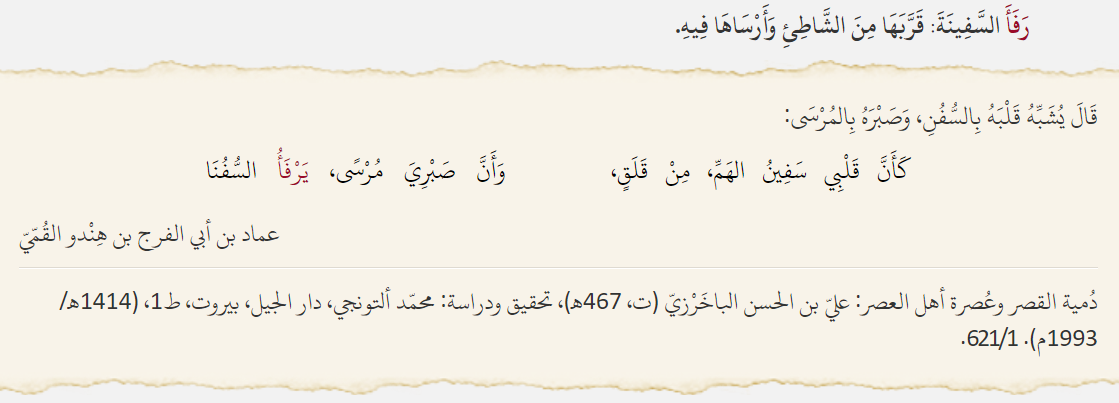 رَفَأَ السَّفِينَةَ: قَرَّبَهَا مِنَ الشَّاطِئِ وَأَرْسَاهَا فِيهِ.
قَالَ يُشَبِّهُ قَلْبَهُ بِالسُّفُنِ، وَصَبْرَهُ بِالمُرْسَى:
كَأَنَّ قَلْبِي سَفِينُ الهَمِّ، مِنْ قَلَقٍ، وَأَنَّ صَبْرِيَ مُرْسًى، يَرْفَأُ السُّفُنَا
عماد بن أبي الفرج بن هِنْدو القُمّيّ
دُمية القصر وعُصرة أهل العصر: عليّ بن الحسن الباخَرْزيّ (ت، 467هـ)، تحقيق ودراسة: محمّد ألتونجي، دار الجيل، بيروت، ط1، (1414هـ/
1993م). 621/1.